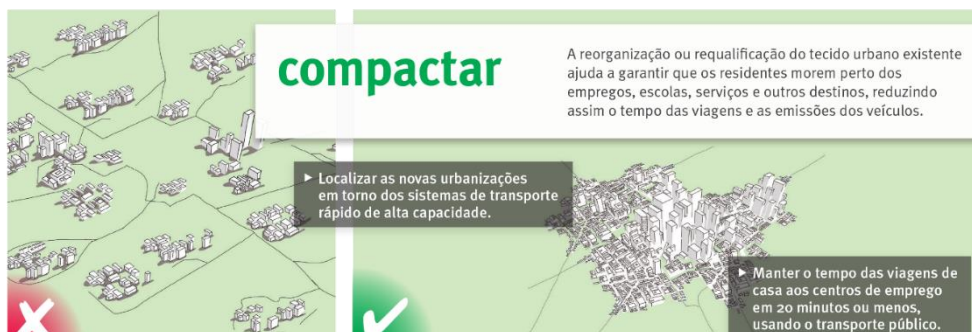 compactar
A reorganização ou requalificação do tecido urbano existente
ajuda a garantir que os residentes morem perto dos
empregos, escolas, serviços e outros destinos, reduzindo
assim o tempo das viagens e as emissões dos veículos.
▸ Localizar as novas urbanizações
em torno dos sistemas de transporte
rápido de alta capacidade.
▸ Manter o tempo das viagens de
casa aos centros de emprego
em 20 minutos ou menos,
usando o transporte público.